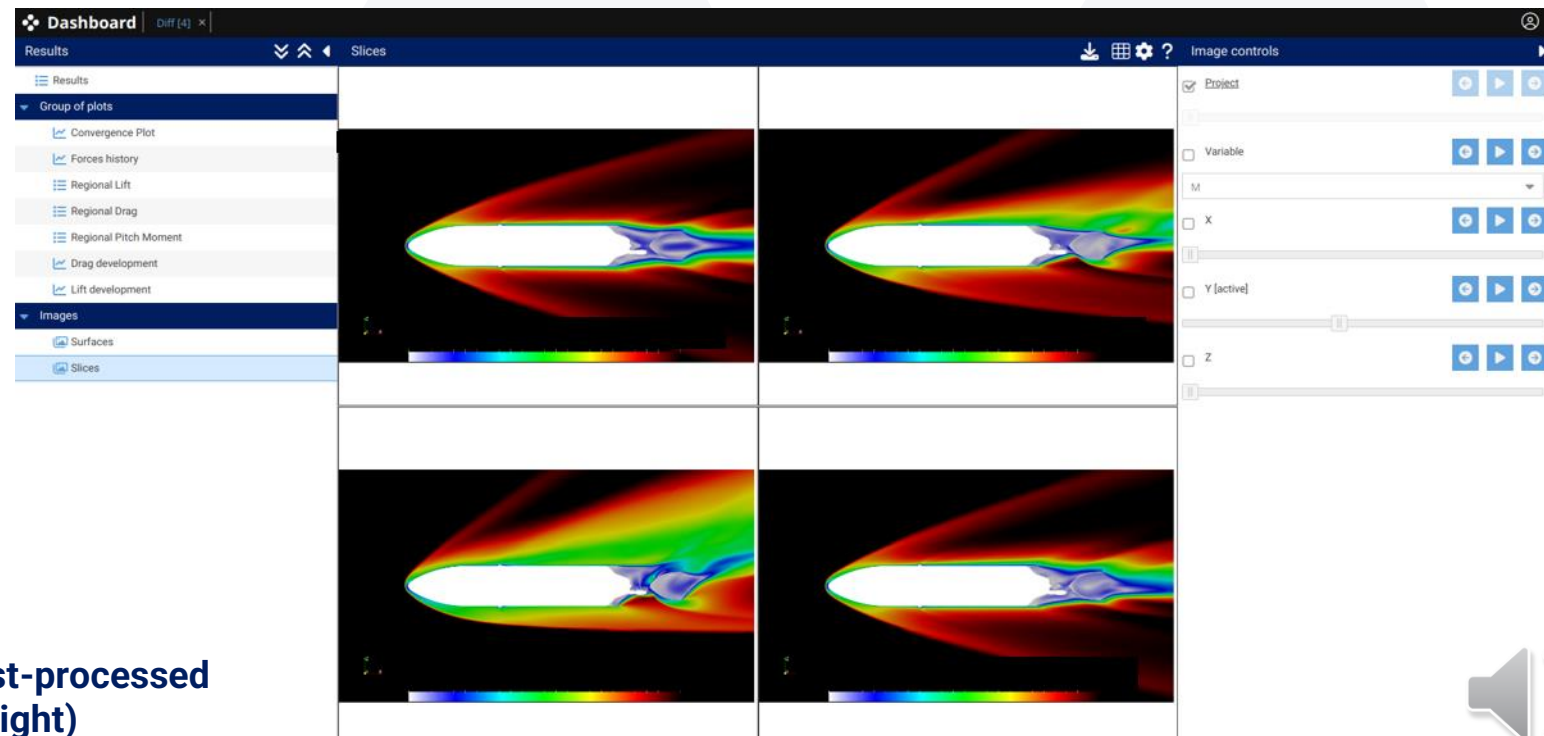 Dashboard Diff [4] ×
Results
Slices
?
Image controls
Results
Group of plots
Convergence Plot
Forces history
Regional Lift
Regional Drag
Regional Pitch Moment
Drag development
Lift development
Images
Surfaces
Slices
Project
Variable
M
X
Y [active]
Z
st-processed
ight)